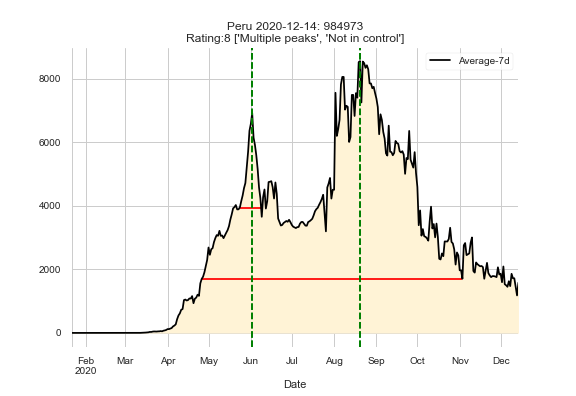 Peru 2020-12-14: 984973
Rating:8 ['Multiple peaks', 'Not in control']
Average-7d
8000
6000
4000
2000
0
Feb Mar Apr May Jun Jul Aug Sep Oct Nov Dec
2020
Date